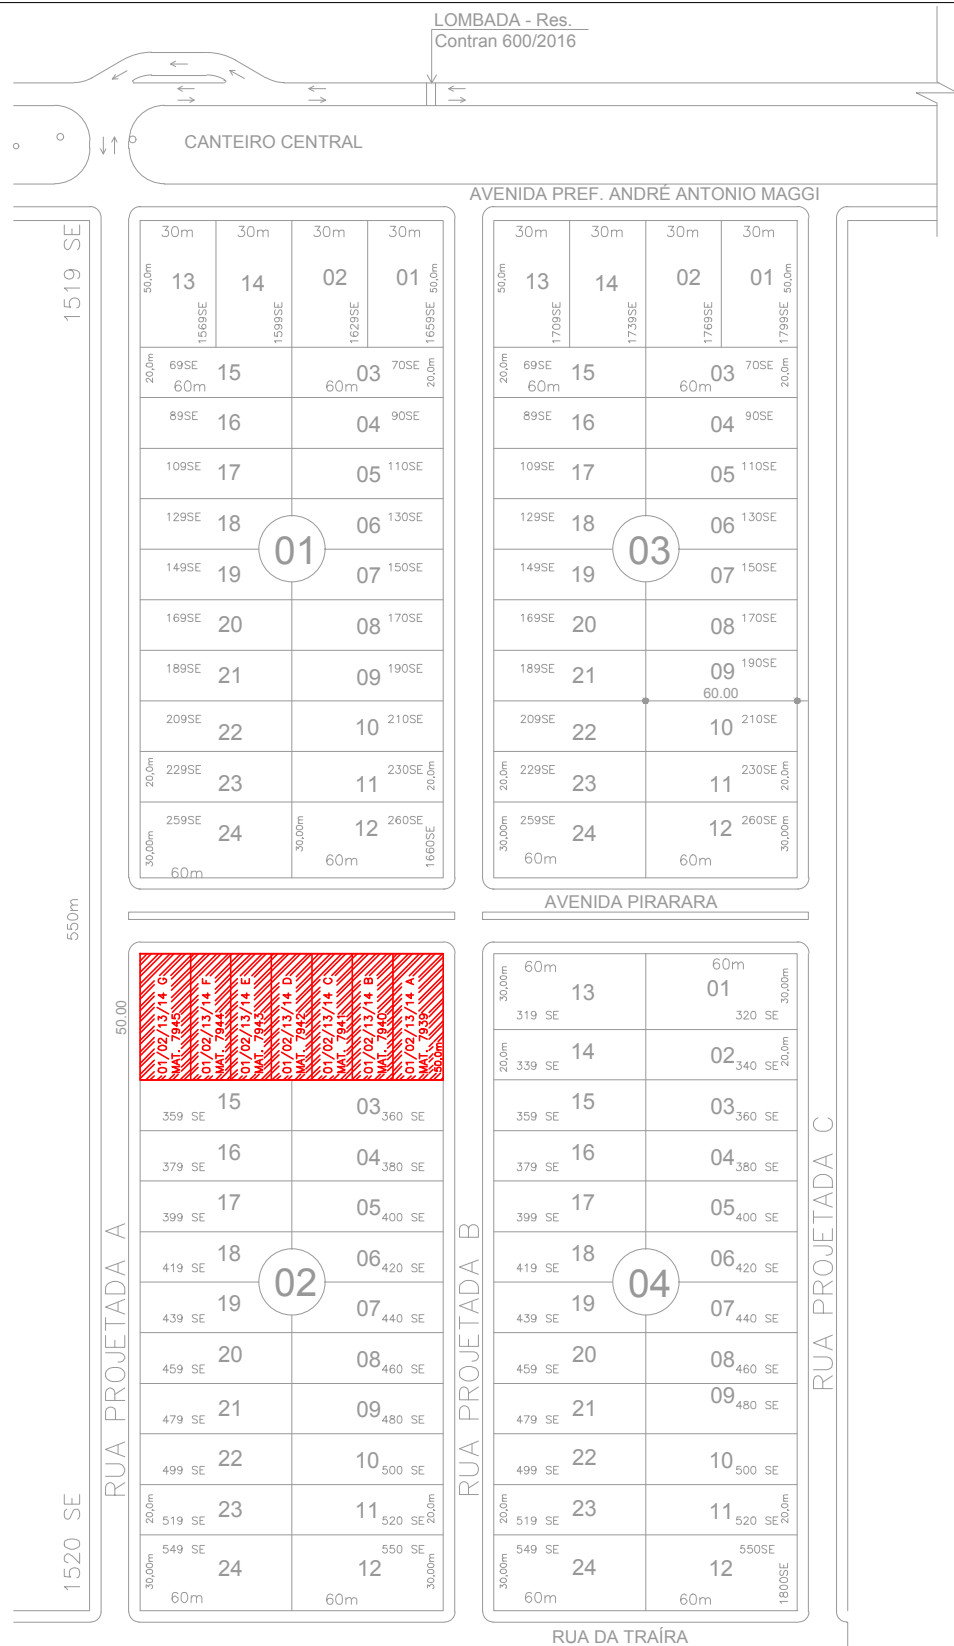 LOMBADA - Res.
Contran 600/2016
CANTEIRO CENTRAL
AVENIDA PREF. ANDRÉ ANTONIO MAGGI
1519 SE
30m 30m 30m 30m
50,0m 13 14 02 01 50,0m
1569SE 1599SE 1629SE 1659SE
20,0m 69SE 15 60m 03 60m 70SE 20,0m
89SE 16 04 90SE
109SE 17 05 110SE
129SE 18 06 130SE
01
149SE 19 07 150SE
169SE 20 08 170SE
189SE 21 09 190SE
209SE 22 10 210SE
20,0m 229SE 23 11 230SE 20,0m
30,00m 259SE 24 60m 30,00m 12 60m 260SE 1660SE
30m 30m 30m 30m
50,0m 13 14 02 01 50,0m
1709SE 1739SE 1769SE 1799SE
20,0m 69SE 15 60m 03 60m 70SE 20,0m
89SE 16 04 90SE
109SE 17 05 110SE
129SE 18 06 130SE
03
149SE 19 07 150SE
169SE 20 08 170SE
189SE 21 09 190SE
60.00
209SE 22 10 210SE
20,0m 229SE 23 11 230SE 20,0m
30,00m 259SE 24 60m 12 60m 260SE 30,00m
550m
AVENIDA PIRARARA
50.00
01/02/13/14 G
MAT. 7945
01/02/13/14 F
MAT. 7944
01/02/13/14 E
MAT. 7943
01/02/13/14 D
MAT. 7942
01/02/13/14 C
MAT. 7941
01/02/13/14 B
MAT. 7940
01/02/13/14 A
MAT. 7939
50,0m
359 SE 15 03 360 SE
379 SE 16 04 380 SE
399 SE 17 05 400 SE
419 SE 18 06 420 SE
02
439 SE 19 07 440 SE
459 SE 20 08 460 SE
479 SE 21 09 480 SE
499 SE 22 10 500 SE
20,0m 519 SE 23 11 520 SE 20,0m
30,00m 549 SE 24 60m 12 60m 550 SE 30,00m
30,00m 60m 13 319 SE 60m 01 320 SE 30,00m
20,0m 339 SE 14 02 340 SE 20,0m
359 SE 15 03 360 SE
379 SE 16 04 380 SE
399 SE 17 05 400 SE
419 SE 18 06 420 SE
04
439 SE 19 07 440 SE
459 SE 20 08 460 SE
479 SE 21 09 480 SE
499 SE 22 10 500 SE
20,0m 519 SE 23 11 520 SE 20,0m
30,00m 549 SE 24 60m 12 60m 550SE 1800SE
RUA PROJETADA A
RUA PROJETADA B
RUA PROJETADA C
1520 SE
RUA DA TRAÍRA